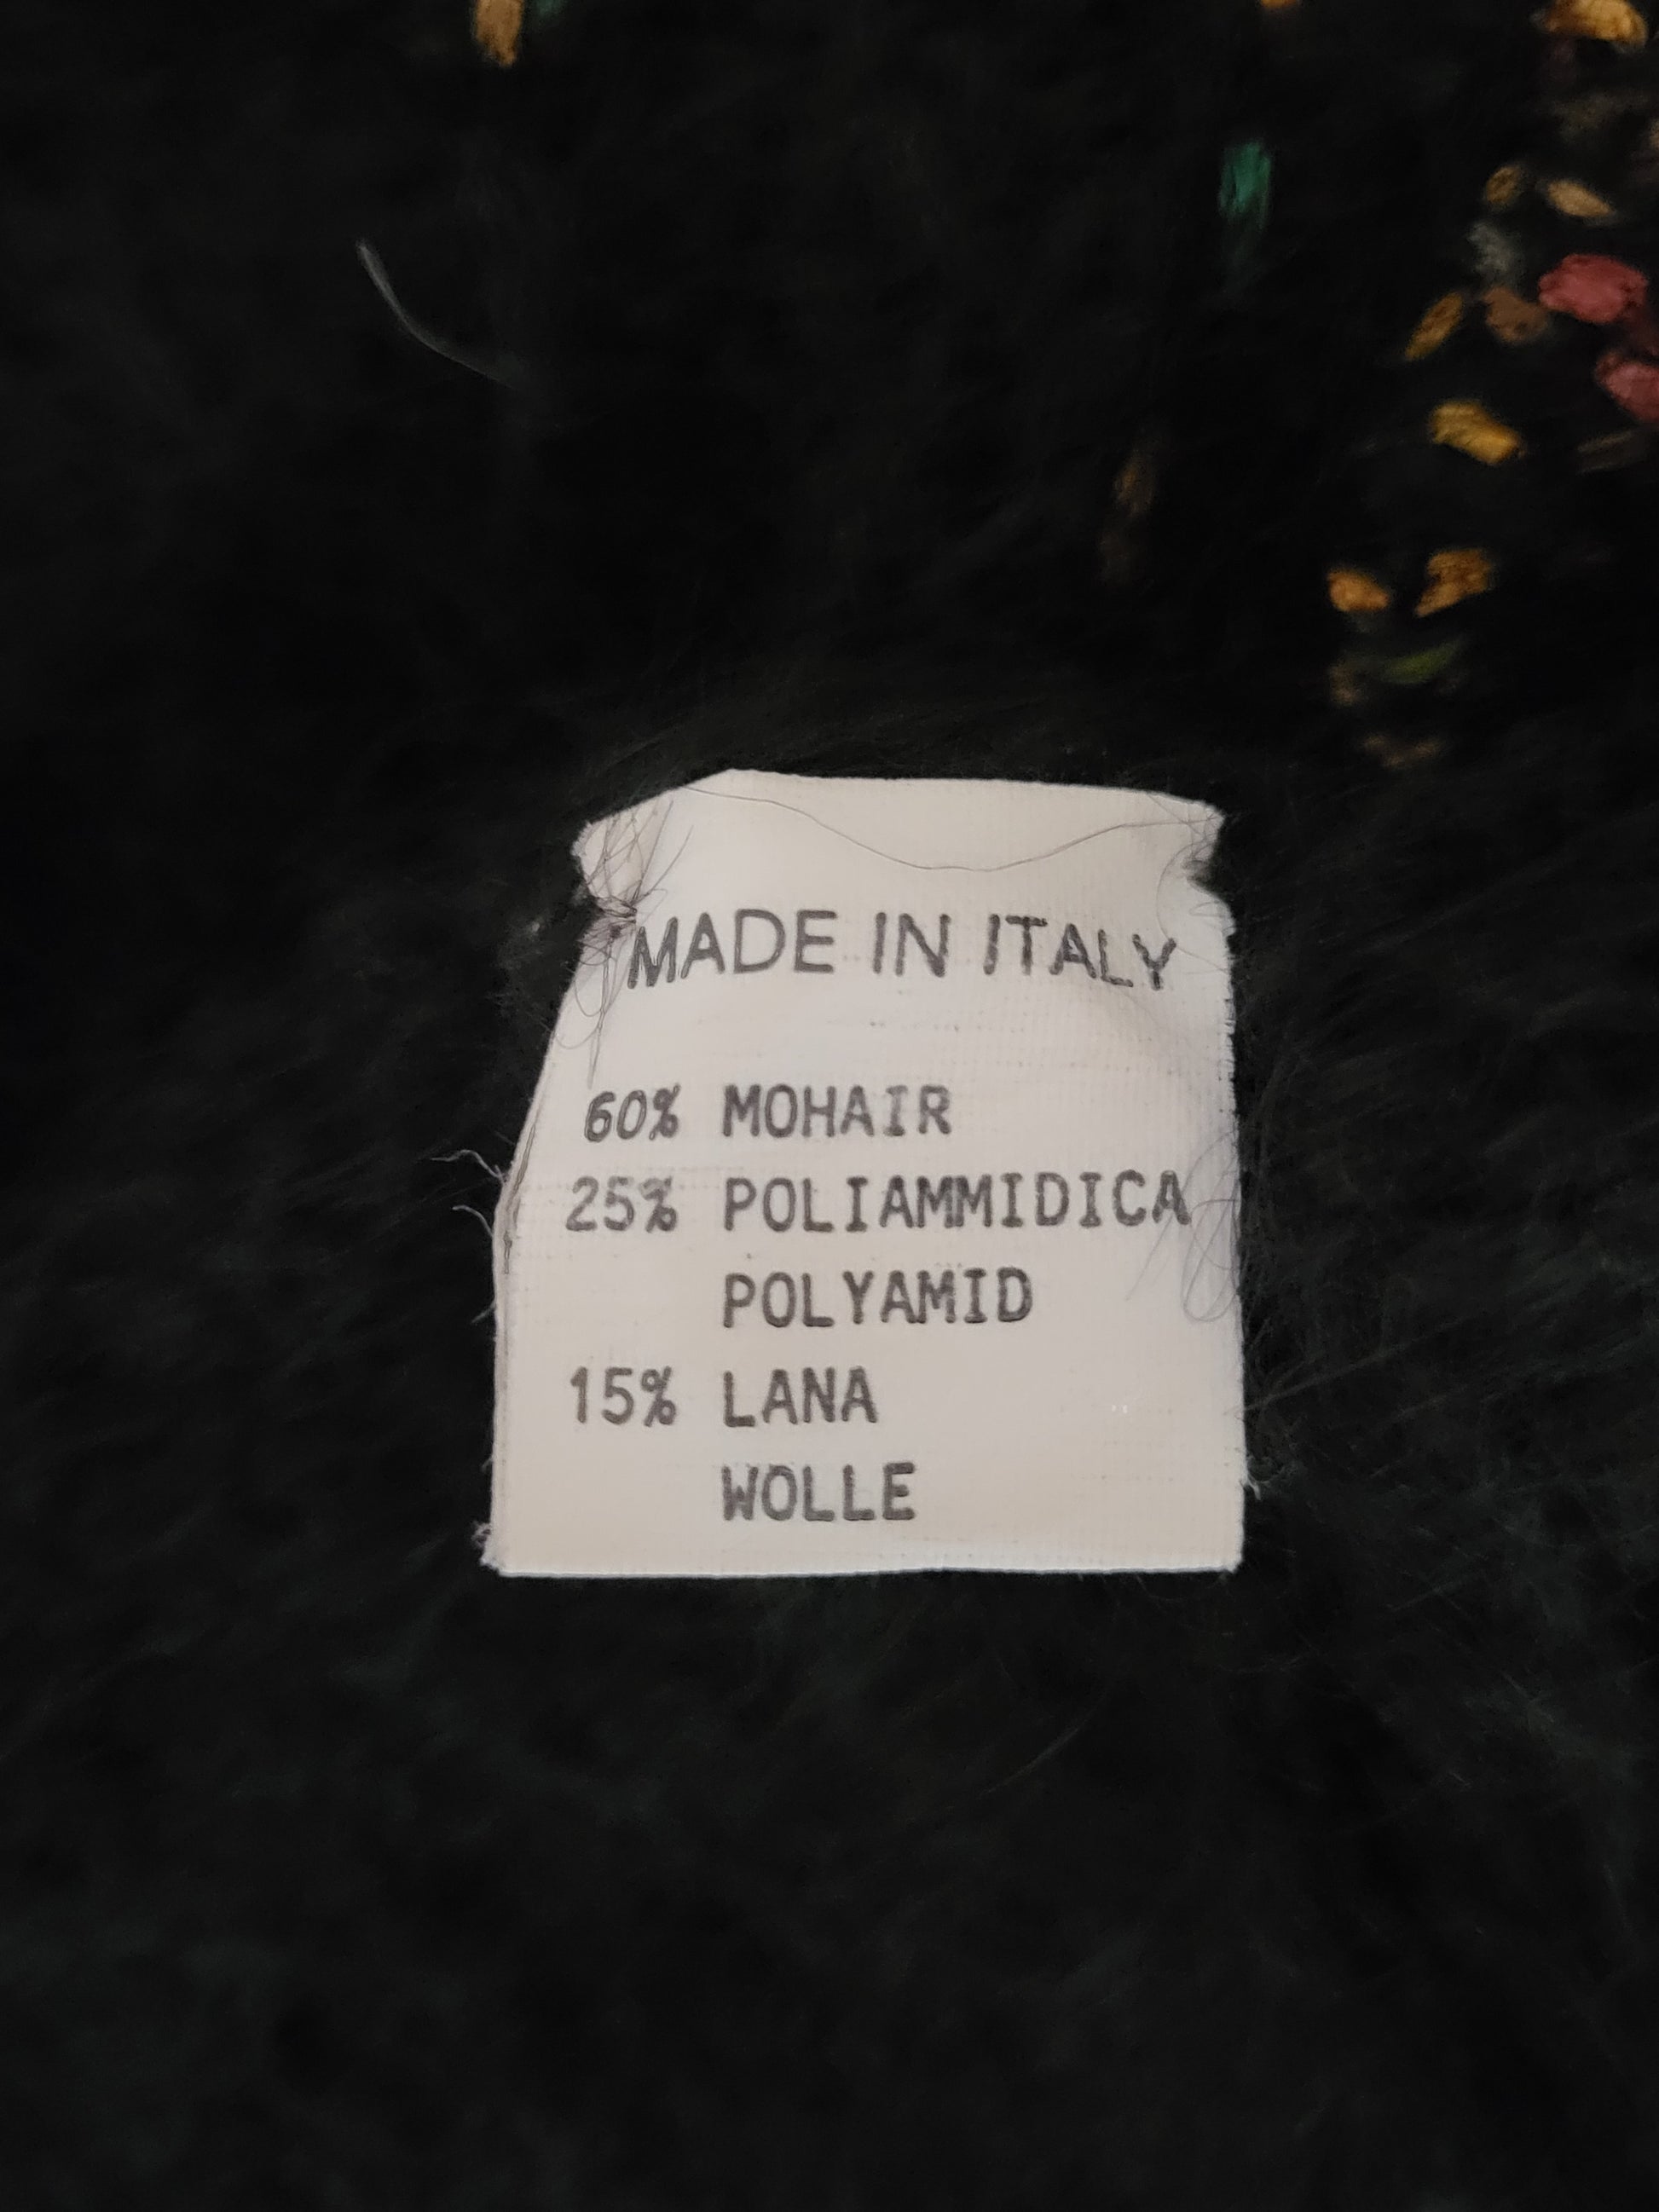 MADE IN ITALY
60% MOHAIR
25% POLIAMMIDICA
POLYAMID
15% LANA
WOLLE